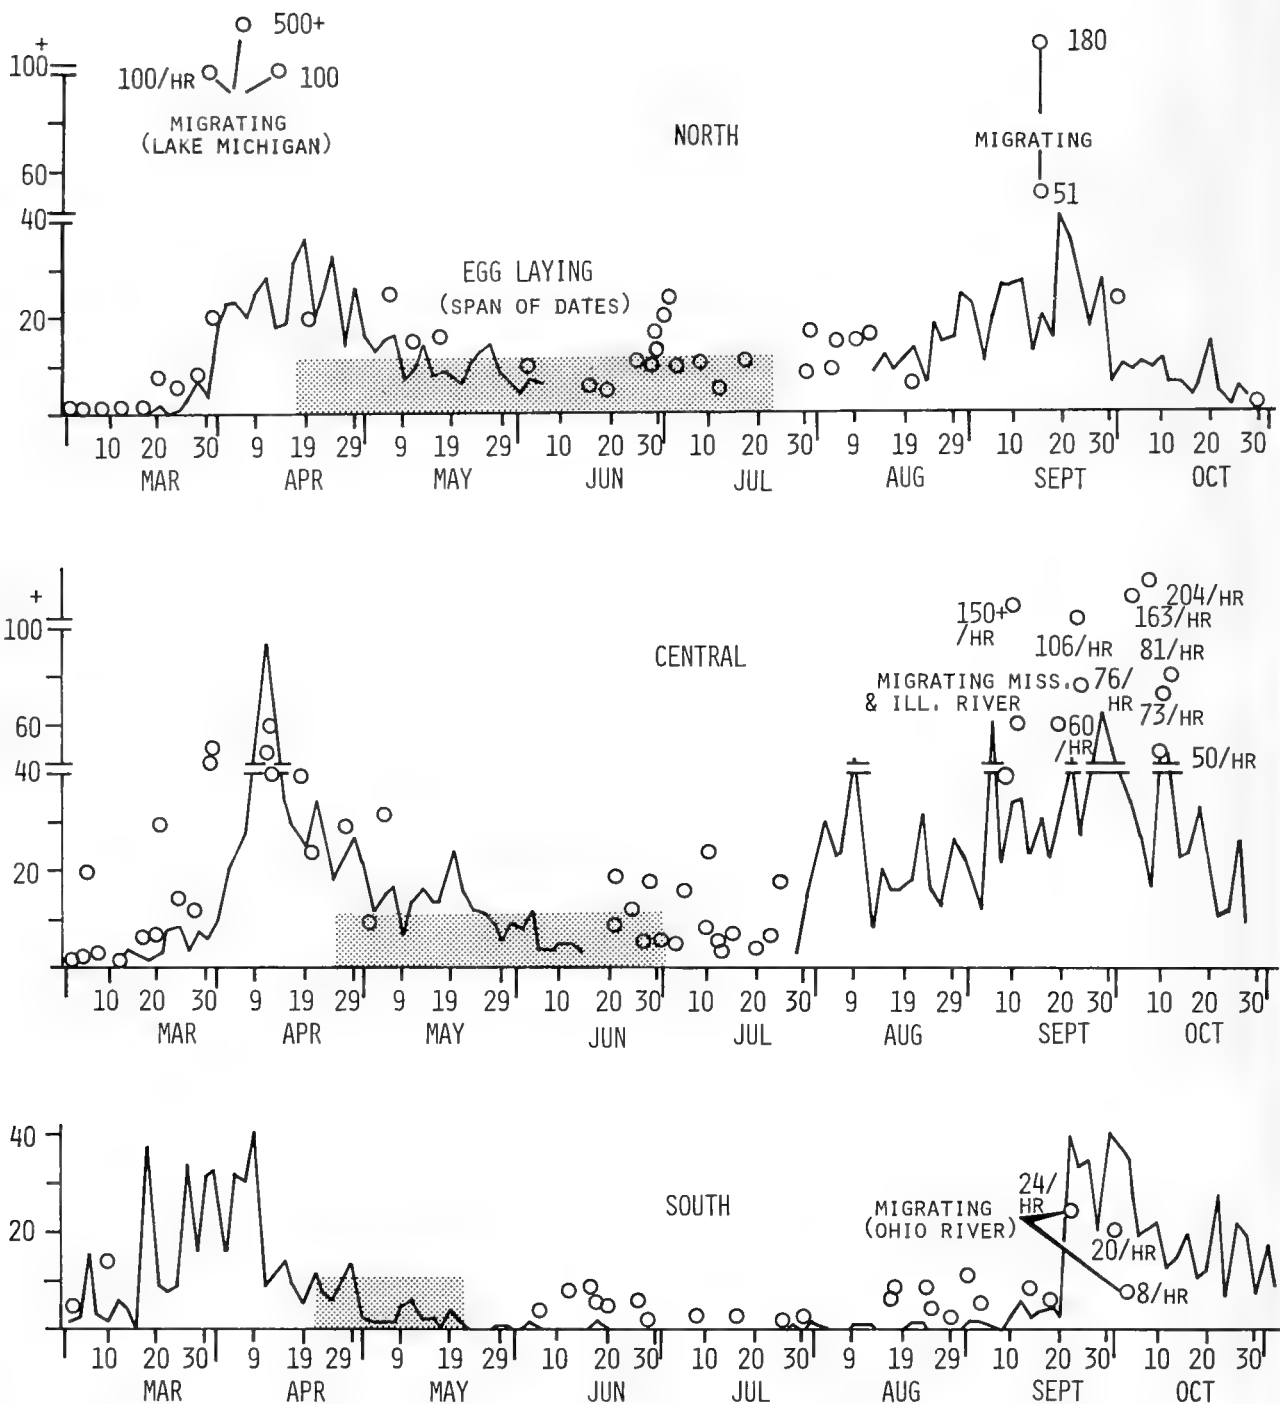 500+
+
180
100
100/HR
100
MIGRATING
(LAKE MICHIGAN)
NORTH
MIGRATING
60
51
40
EGG LAYING
(SPAN OF DATES)
20
10 20 30 9 19 29 9 19 29 10 20 30 10 20 30 9 19 29 10 20 30 10 20 30
MAR APR MAY JUN JUL AUG SEPT OCT
+
100
150+
/HR
204/HR
163/HR
106/HR
81/HR
CENTRAL
MIGRATING MISS.
& ILL. RIVER
76/
HR
60
60
/HR
73/HR
50/HR
40
20
10 20 30 9 19 29 9 19 29 10 20 30 10 20 30 9 19 29 10 20 30 10 20 30
MAR APR MAY JUN JUL AUG SEPT OCT
40
SOUTH
MIGRATING
(OHIO RIVER)
24/
HR
20
20/HR
8/HR
10 20 30 9 19 29 9 19 29 10 20 30 10 20 30 9 19 29 10 20 30 10 20 30
MAR APR MAY JUN JUL AUG SEPT OCT